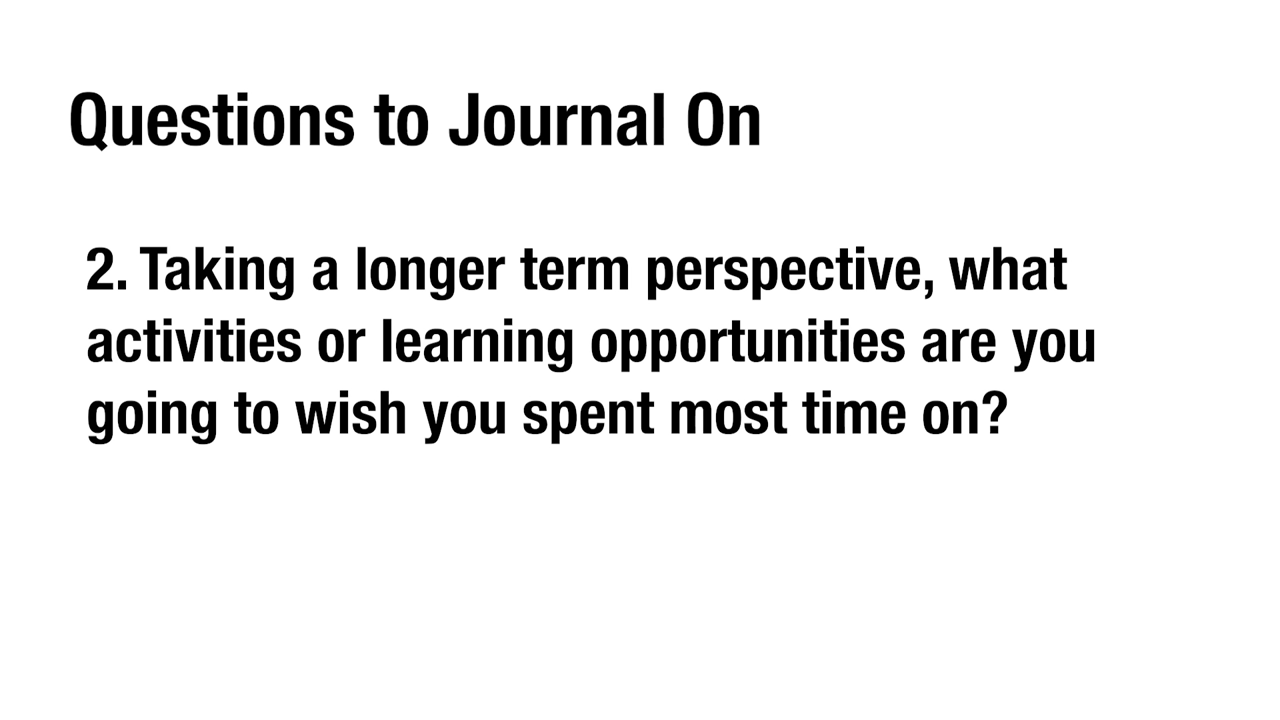 Questions to Journal On
2. Taking a longer term perspective, what
activities or learning opportunities are you
going to wish you spent most time on?